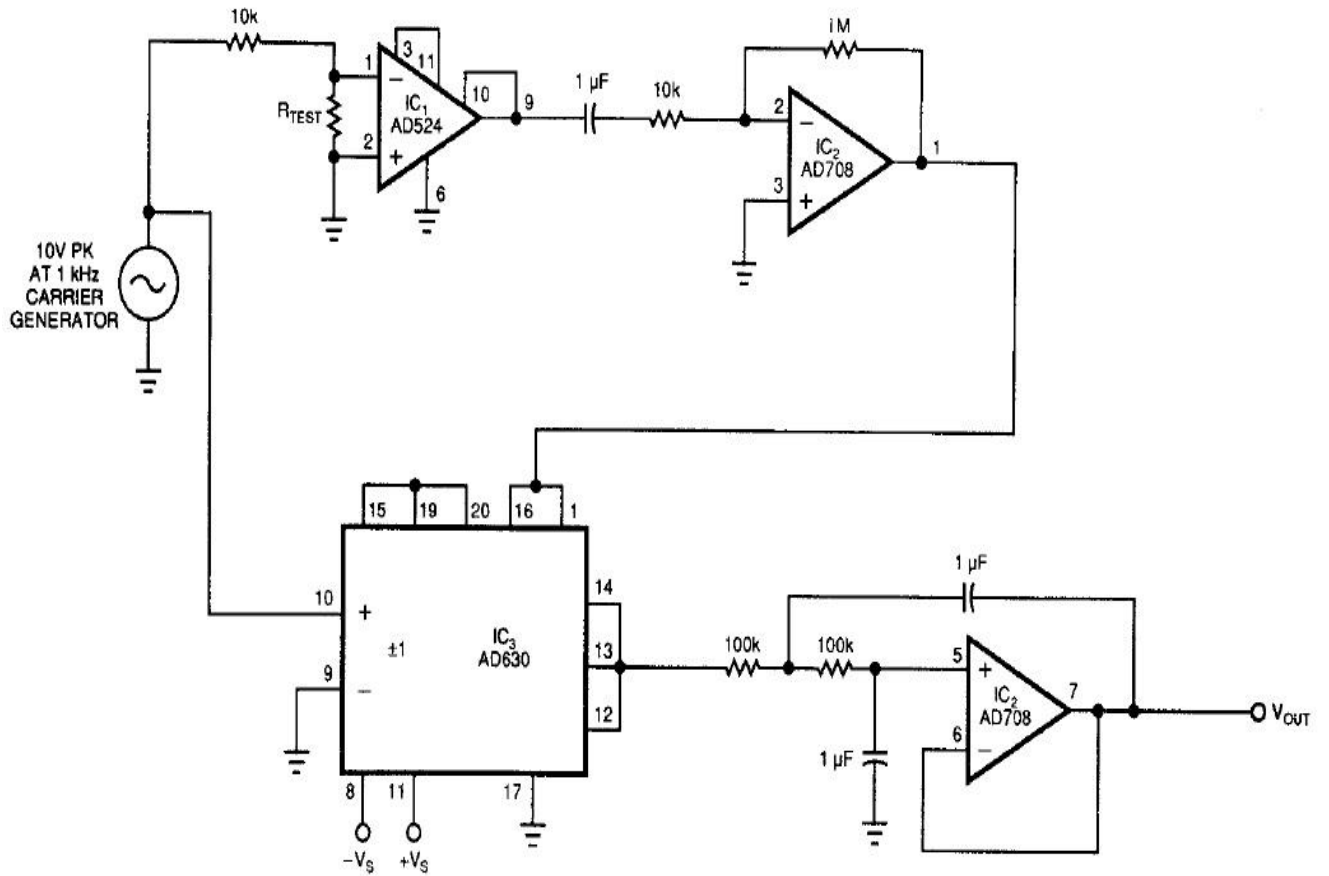 10k
1
3
11
10
9
−
IC1
AD524
RTEST
2
+
6
1 µF
10k
iM
2
−
IC2
AD708
1
3
+
10V PK
AT 1 kHz
CARRIER
GENERATOR
15
19
20
16
1
10
+
±1
9
−
IC3
AD630
14
13
12
8
11
17
−VS
+VS
100k
100k
1 µF
1 µF
5
+
IC2
AD708
7
6
−
VOUT